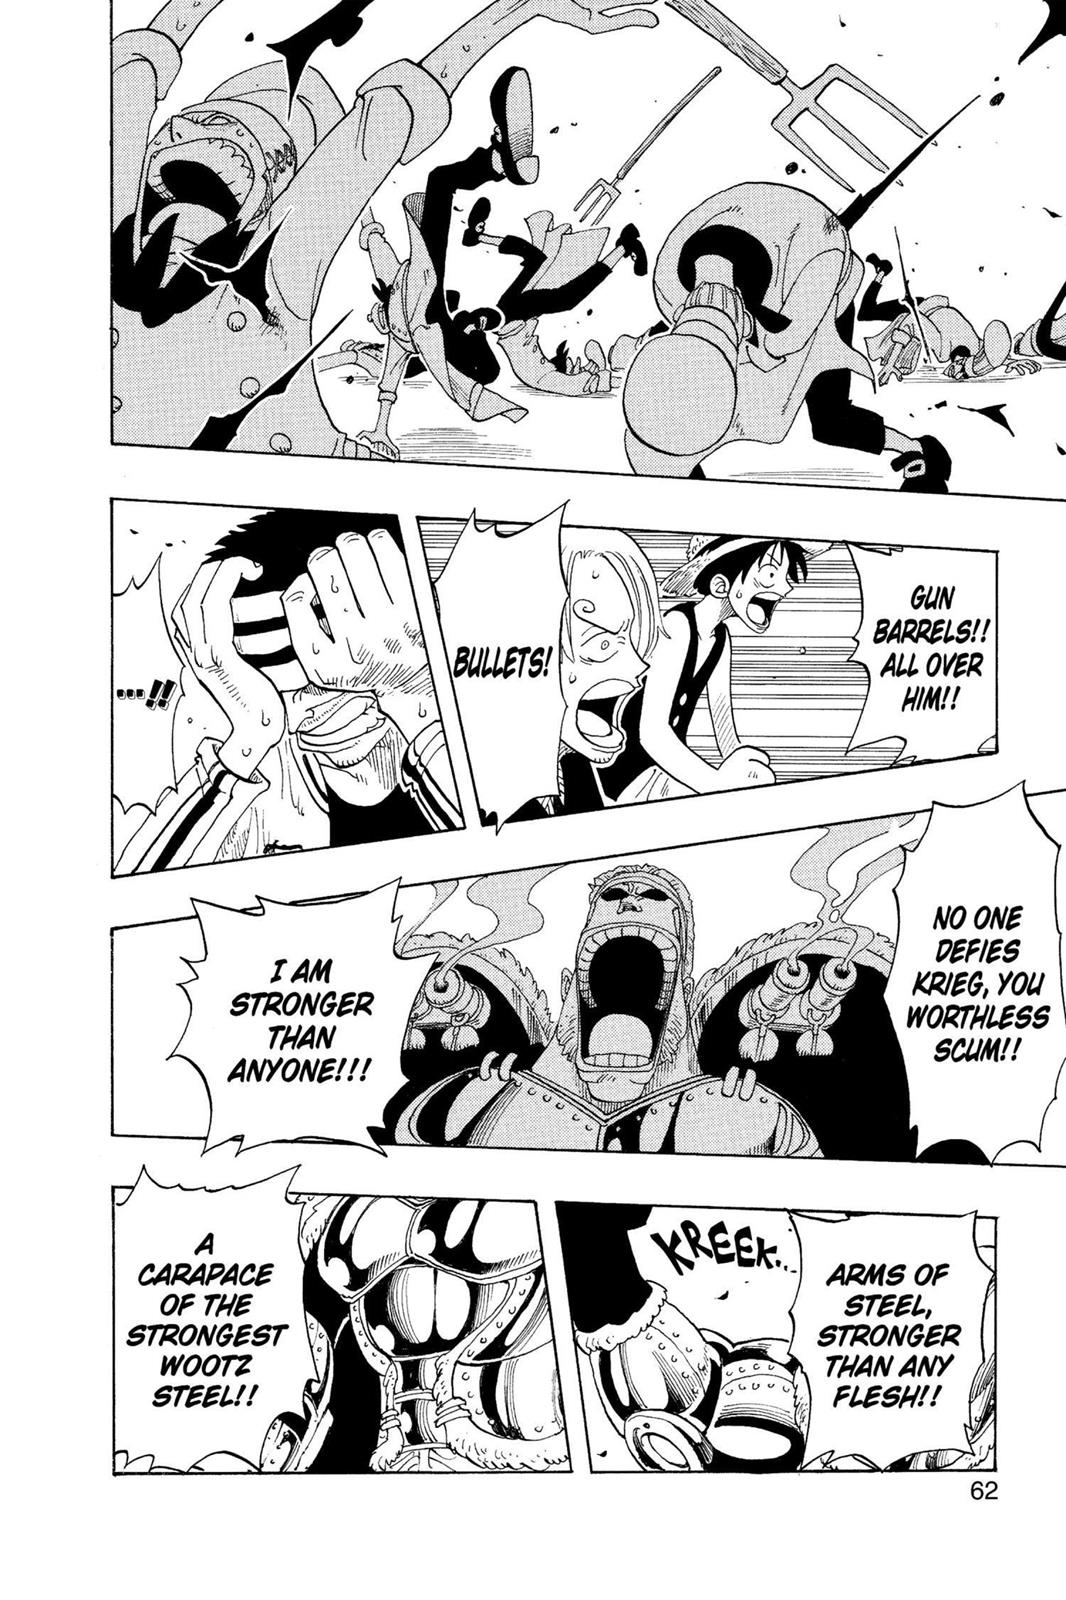 GUN
BARRELS!!
ALL OVER
HIM!!
BULLETS!
....!!
NO ONE
DEFIES
KRIEG, YOU
WORTHLESS
SCUM!!
I AM
STRONGER
THAN
ANYONE!!!
ARMS OF
STEEL,
STRONGER
THAN ANY
FLESH!!
KREEK...
A
CARAPACE
OF THE
STRONGEST
WOOTZ
STEEL!!
62